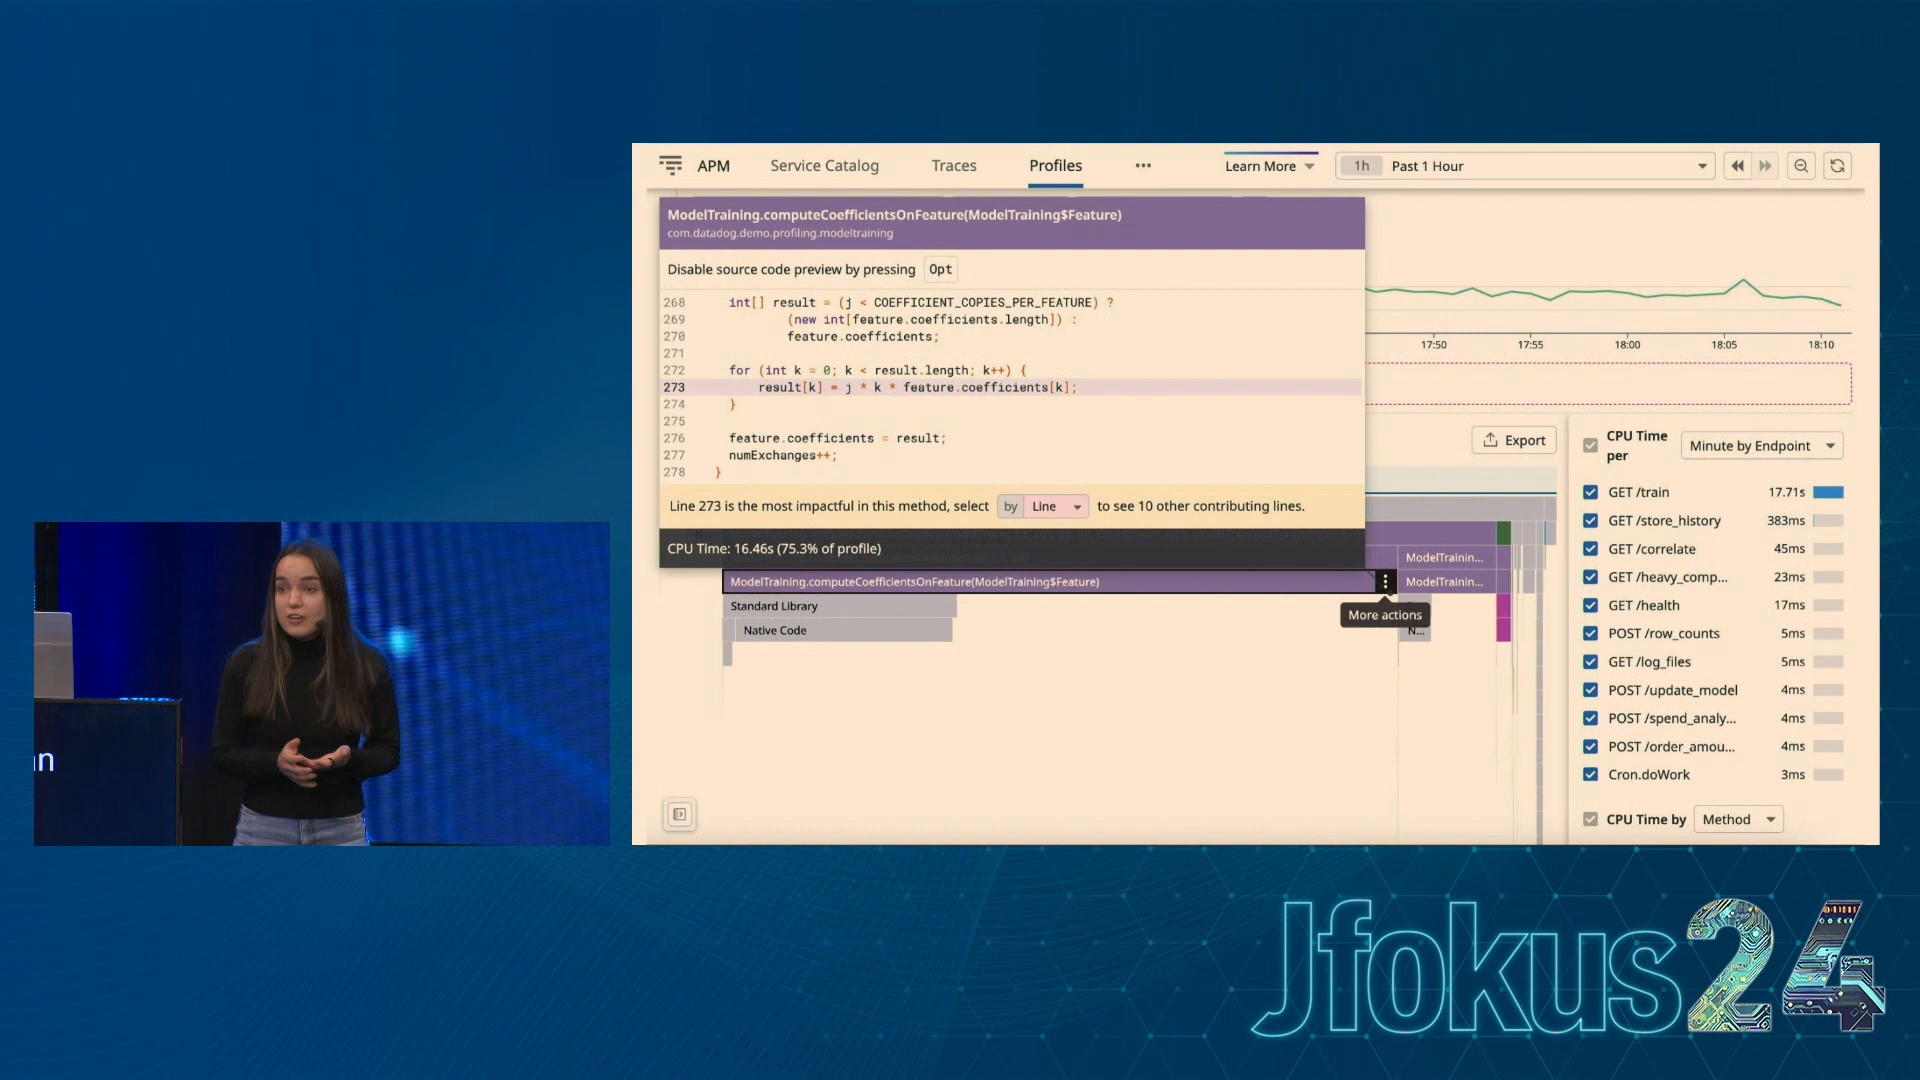 APM Service Catalog Traces Profiles ••• Learn More 1h Past 1 Hour
ModelTraining.computeCoefficientsOnFeature(ModelTraining$Feature)
com.datadog.demo.profiling.modeltraining
Disable source code preview by pressing Opt
268 int[] result = (j < COEFFICIENT_COPIES_PER_FEATURE) ?
269 (new int[feature.coefficients.length]) :
270 feature.coefficients;
271
272 for (int k = 0; k < result.length; k++) {
273 result[k] = j * k * feature.coefficients[k];
274 }
275
276 feature.coefficients = result;
277 numExchanges++;
278 }
Line 273 is the most impactful in this method, select by Line to see 10 other contributing lines.
CPU Time: 16.46s (75.3% of profile)
17:50 17:55 18:00 18:05 18:10
Export
ModelTrainin...
ModelTraining.computeCoefficientsOnFeature(ModelTraining$Feature) ModelTrainin...
Standard Library
More actions
Native Code N...
CPU Time per Minute by Endpoint
GET /train 17.71s
GET /store_history 383ms
GET /correlate 45ms
GET /heavy_comp... 23ms
GET /health 17ms
POST /row_counts 5ms
GET /log_files 5ms
POST /update_model 4ms
POST /spend_analy... 4ms
POST /order_amou... 4ms
Cron.doWork 3ms
CPU Time by Method
Jfokus24